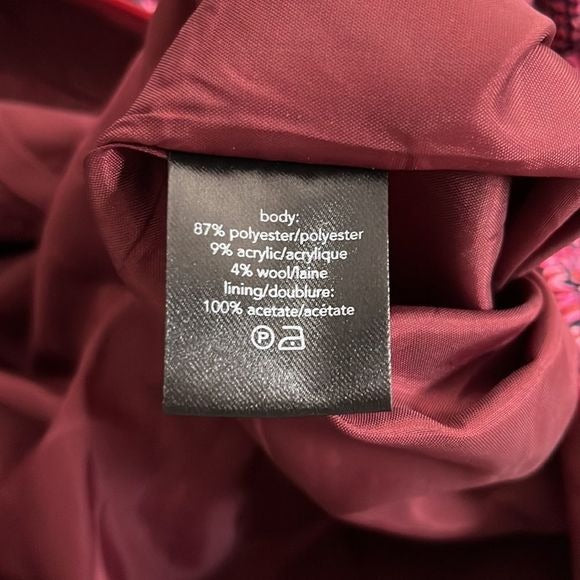 body:
87% polyester/polyester
9% acrylic/acrylique
4% wool/laine
lining/doublure:
100% acetate/acétate
P